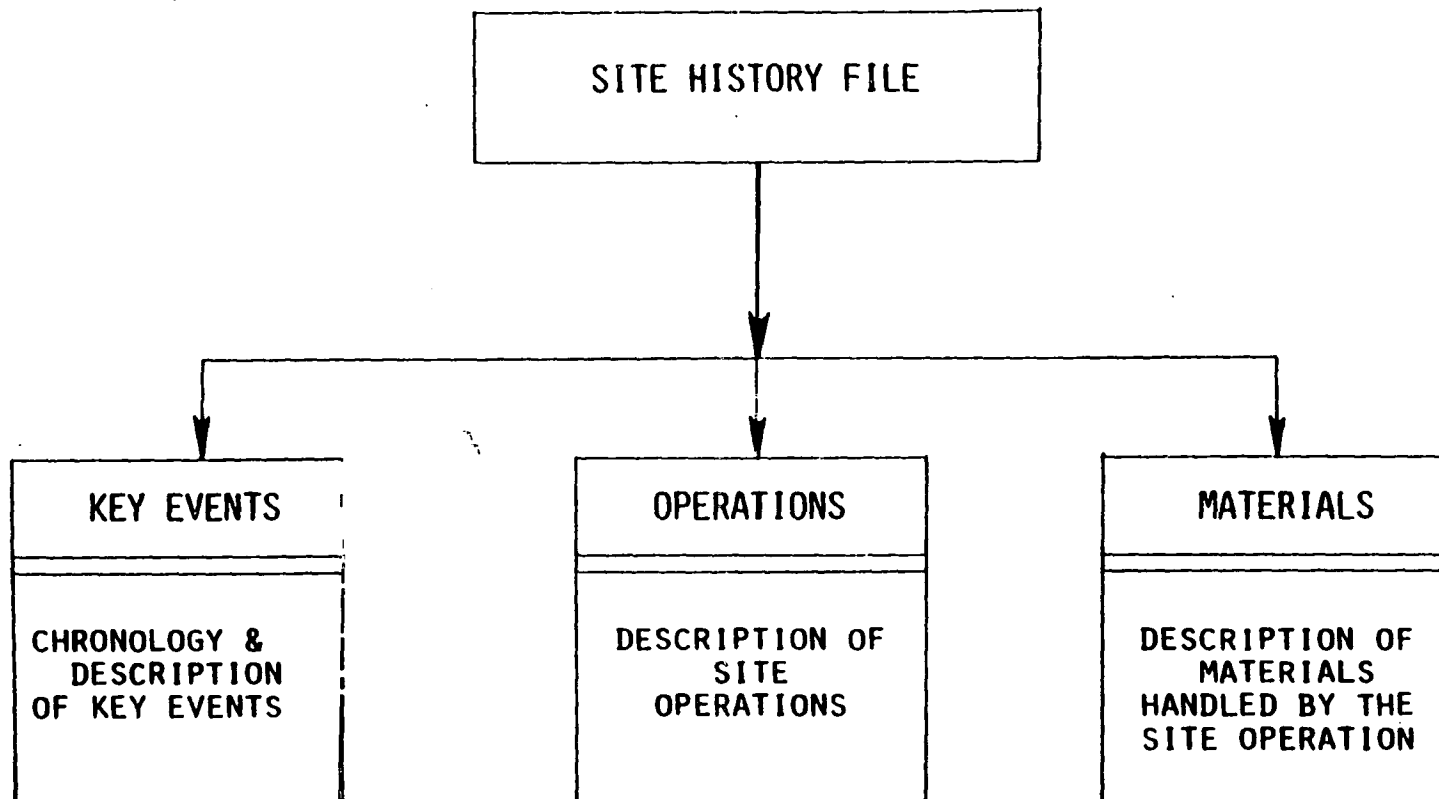 SITE HISTORY FILE
KEY EVENTS
CHRONOLOGY &
DESCRIPTION
OF KEY EVENTS
OPERATIONS
DESCRIPTION OF
SITE
OPERATIONS
MATERIALS
DESCRIPTION OF
MATERIALS
HANDLED BY THE
SITE OPERATION